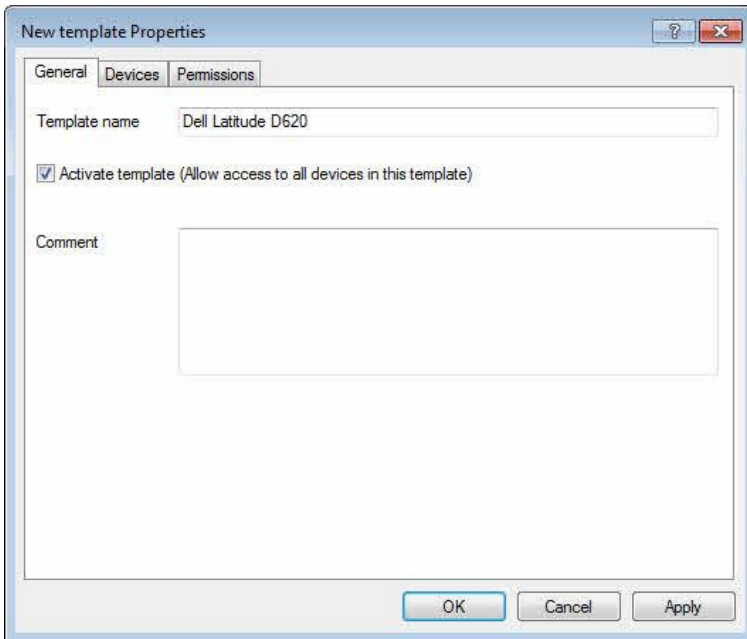 New template Properties
?
General Devices Permissions
Template name Dell Latitude D620
Activate template (Allow access to all devices in this template)
Comment
OK Cancel Apply